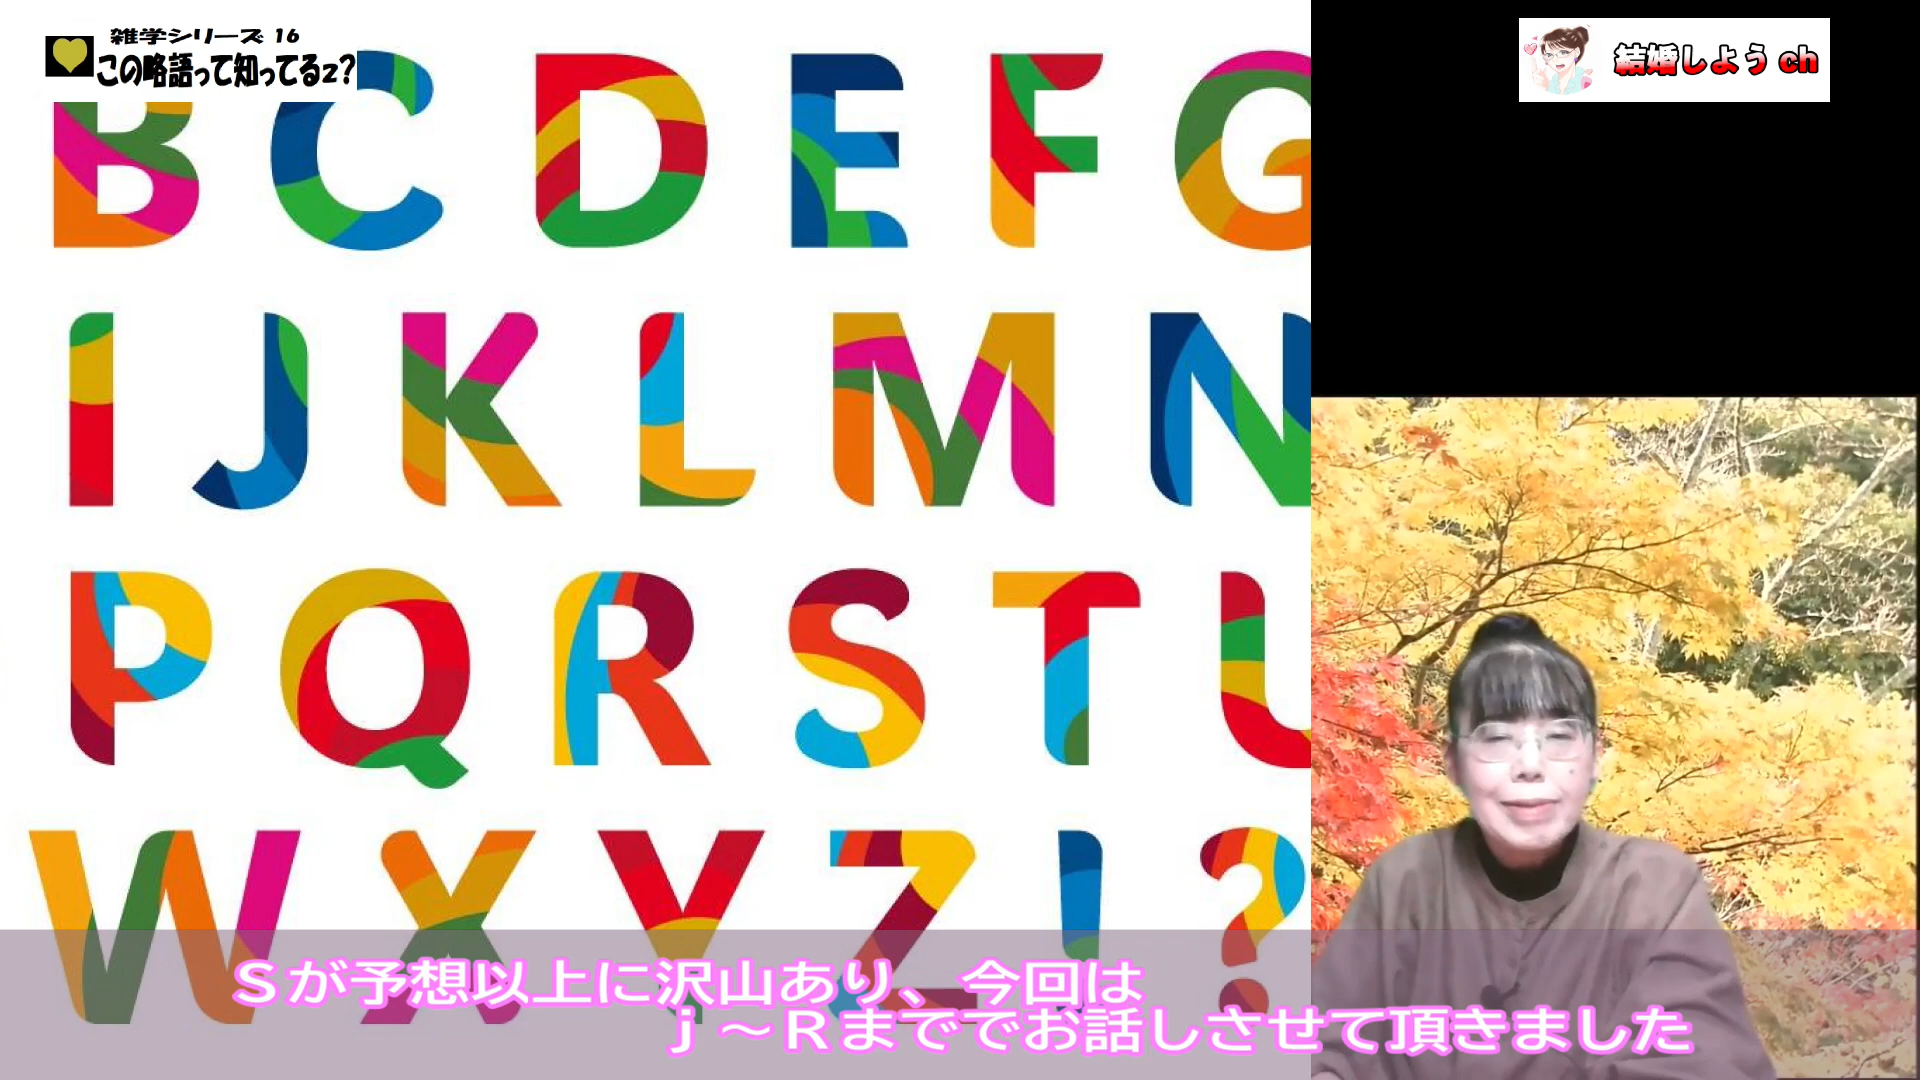 雑学シリーズ 16
この略語って知ってるz?
結婚しよう ch
B C D E F G
I J K L M N
P Q R S T U
W X Y Z ! ?
Sが予想以上に沢山あり、今回は
j～Rまででお話しさせて頂きました